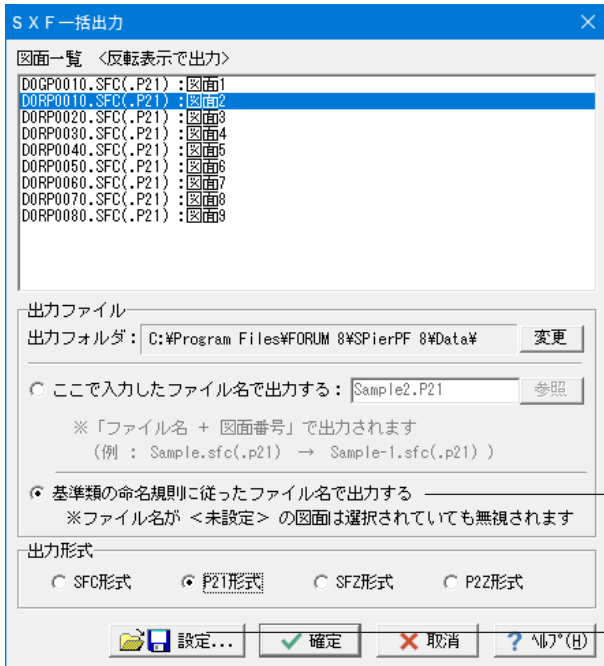 ＳＸＦ一括出力
図面一覧　<反転表示で出力>
D0GP0010.SFC(.P21) :図面1
D0RP0010.SFC(.P21) :図面2
D0RP0020.SFC(.P21) :図面3
D0RP0030.SFC(.P21) :図面4
D0RP0040.SFC(.P21) :図面5
D0RP0050.SFC(.P21) :図面6
D0RP0060.SFC(.P21) :図面7
D0RP0070.SFC(.P21) :図面8
D0RP0080.SFC(.P21) :図面9
出力ファイル
出力フォルダ： C:¥Program Files¥FORUM 8¥SPierPF 8¥Data¥ 変更
ここで入力したファイル名で出力する： Sample2.P21 参照
※「ファイル名 + 図面番号」で出力されます
(例 : Sample.sfc(.p21) → Sample-1.sfc(.p21) )
基準類の命名規則に従ったファイル名で出力する
※ファイル名が <未設定> の図面は選択されていても無視されます
出力形式
SFC形式 P21形式 SFZ形式 P2Z形式
設定... 確定 取消 ? ﾍﾙﾌﾟ(H)